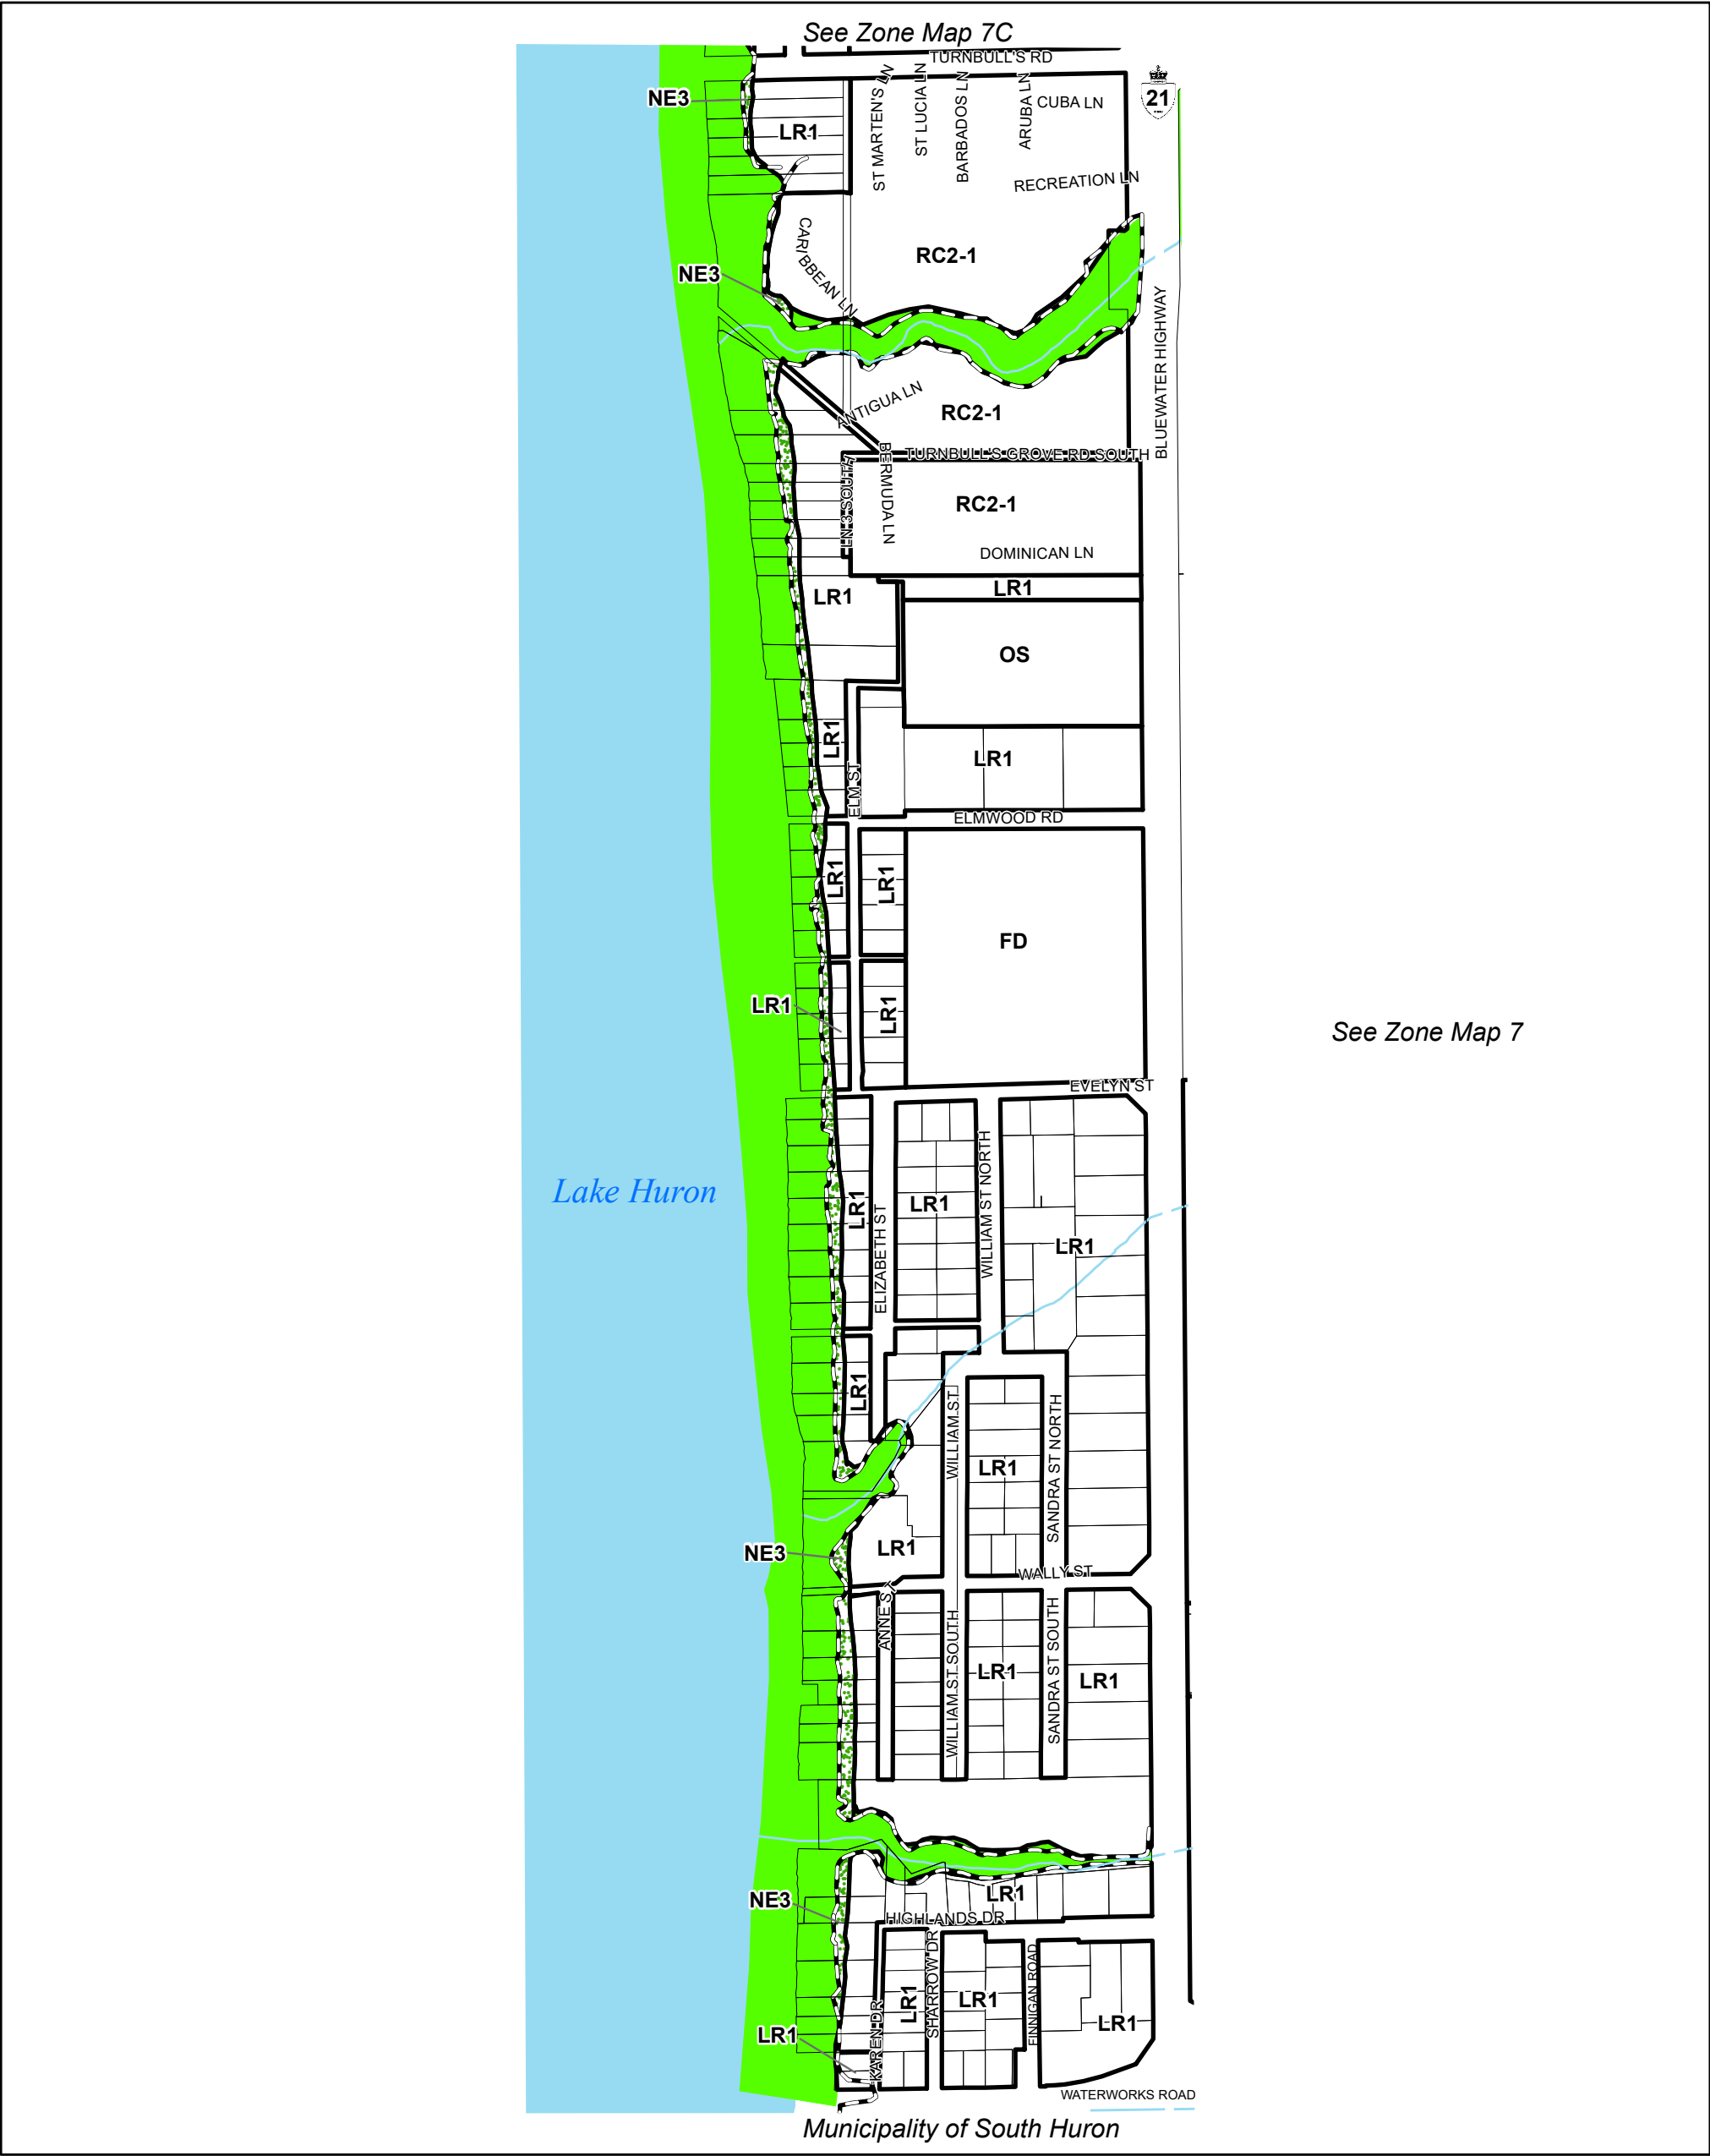 See Zone Map 7C
TURNBULL'S RD
NE3
LR1
ST MARTEN'S LN
ST LUCIA LN
BARBADOS LN
ARUBA LN
CUBA LN
21
RECRETION LN
CARIBBEAN LN
RC2-1
NE3
BLUEWATER HIGHWAY
ANTIGUA LN
RC2-1
TURNBULL'S GROVE RD SOUTH
BERMUDA LN
LN 3 SOUTH
RC2-1
DOMINICAN LN
LR1
LR1
OS
LR1
LR1
ELM ST
ELMWOOD RD
LR1
LR1
FD
LR1
LR1
See Zone Map 7
EVELYN ST
Lake Huron
LR1
ELIZABETH ST
LR1
WILLIAM ST NORTH
LR1
LR1
WILLIAM ST
LR1
SANDRA ST NORTH
NE3
LR1
WALLY ST
ANNE ST
WILLIAM ST SOUTH
LR1
SANDRA ST SOUTH
LR1
NE3
LR1
HIGHLANDS DR
LR1
SHARROW DR
LR1
FINNIGAN ROAD
LR1
LR1
KAREN DR
WATERWORKS ROAD
Municipality of South Huron